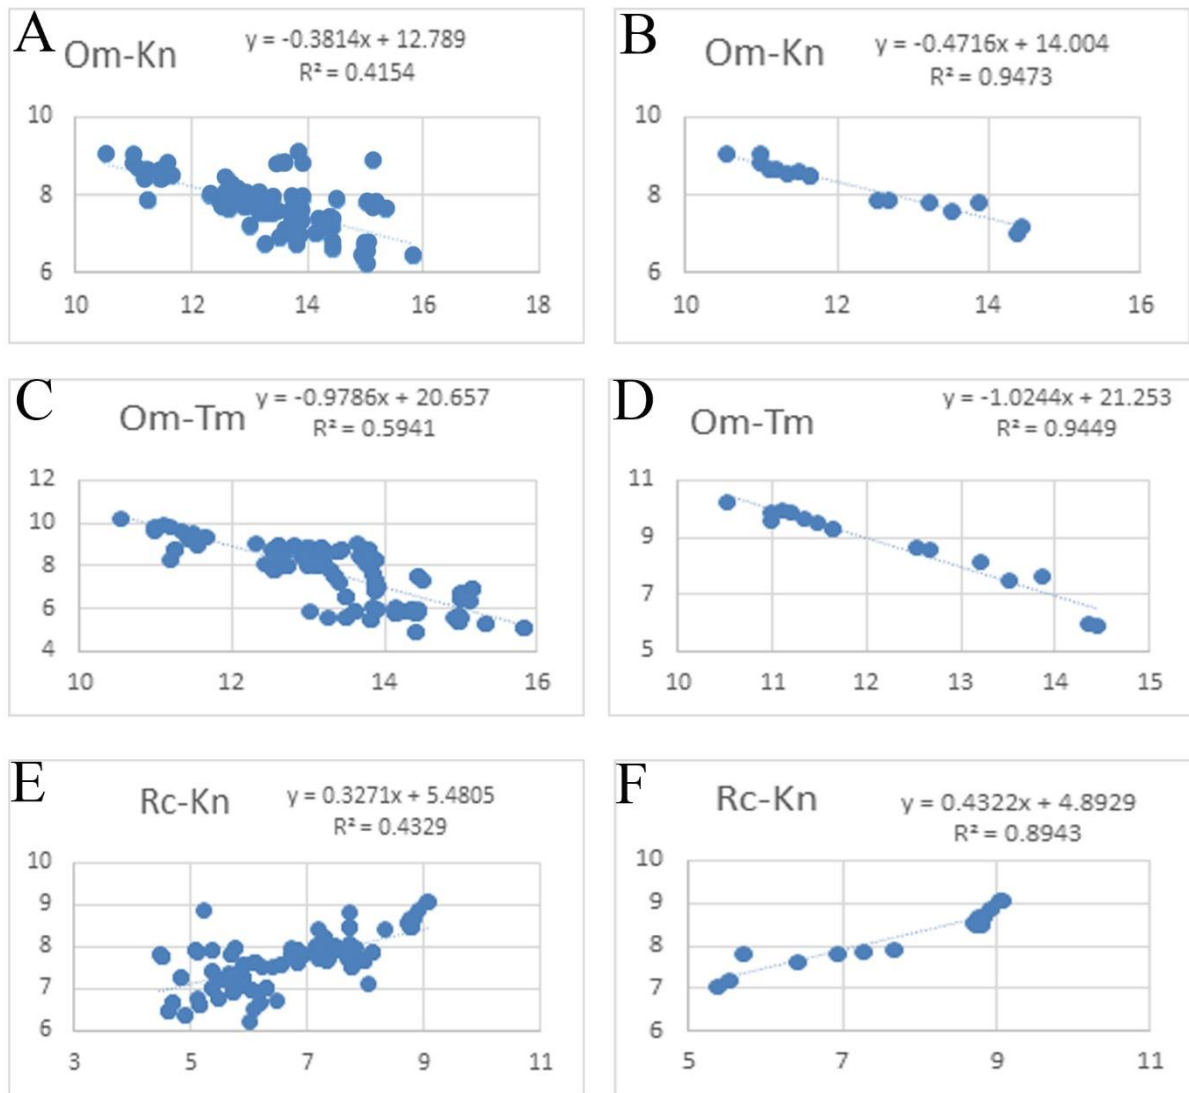 A
Om-Kn
y = -0.3814x + 12.789
R² = 0.4154
10
8
6
10 12 14 16 18
B
Om-Kn
y = -0.4716x + 14.004
R² = 0.9473
10
8
6
10 12 14 16
C
Om-Tm
y = -0.9786x + 20.657
R² = 0.5941
12
10
8
6
4
10 12 14 16
D
Om-Tm
y = -1.0244x + 21.253
R² = 0.9449
11
9
7
5
10 11 12 13 14 15
E
Rc-Kn
y = 0.3271x + 5.4805
R² = 0.4329
10
9
8
7
6
3 5 7 9 11
F
Rc-Kn
y = 0.4322x + 4.8929
R² = 0.8943
10
9
8
7
6
5 7 9 11